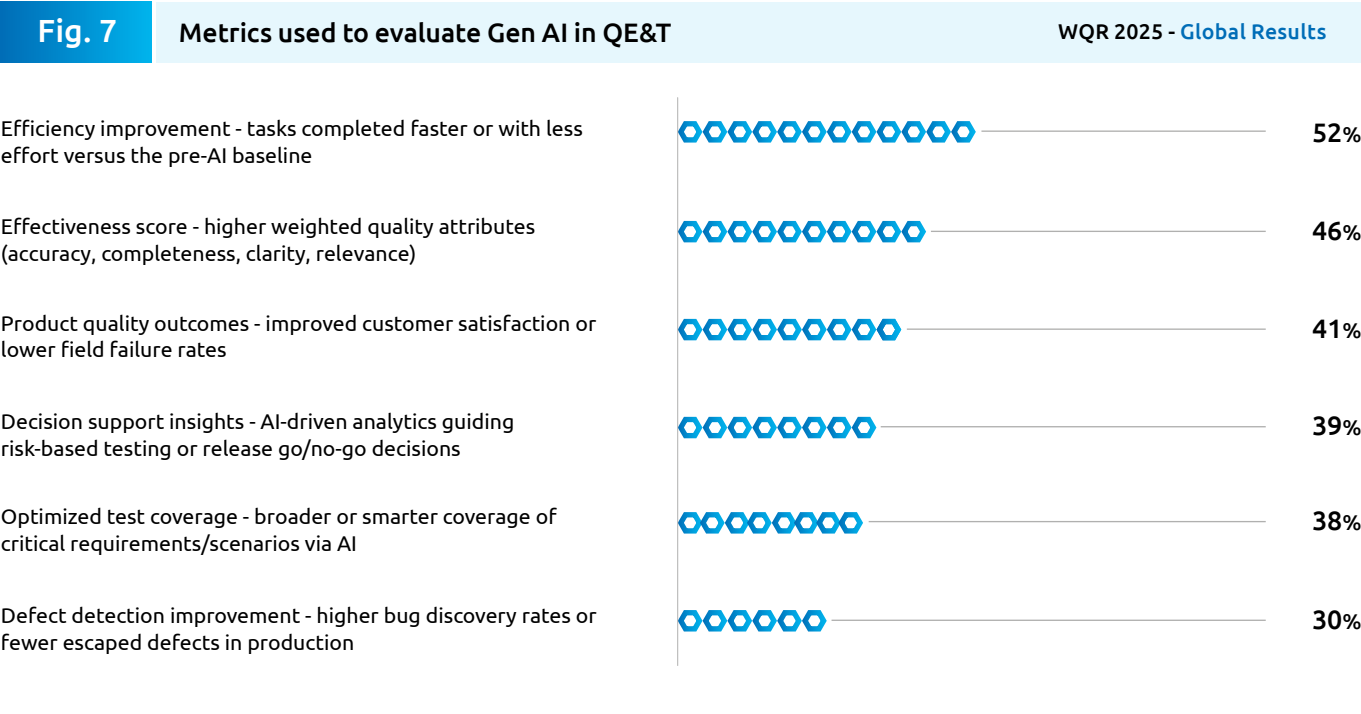 Fig. 7
Metrics used to evaluate Gen AI in QE&T
WQR 2025 - Global Results
Efficiency improvement - tasks completed faster or with less
effort versus the pre-AI baseline
52%
Effectiveness score - higher weighted quality attributes
(accuracy, completeness, clarity, relevance)
46%
Product quality outcomes - improved customer satisfaction or
lower field failure rates
41%
Decision support insights - AI-driven analytics guiding
risk-based testing or release go/no-go decisions
39%
Optimized test coverage - broader or smarter coverage of
critical requirements/scenarios via AI
38%
Defect detection improvement - higher bug discovery rates or
fewer escaped defects in production
30%